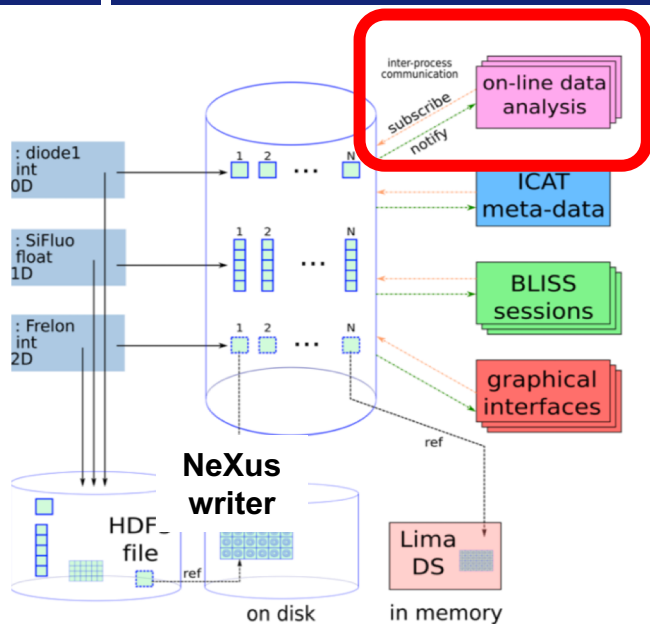 inter-process
communication
on-line data
analysis
subscribe
notify
: diode1
int
0D
1 2 ... N
ICAT
meta-data
: SiFluo
float
1D
...
BLISS
sessions
: Frelon
int
2D
1 2 ... N
graphical
interfaces
ref
NeXus
writer
HDF5
file
ref
Lima
DS
on disk
in memory